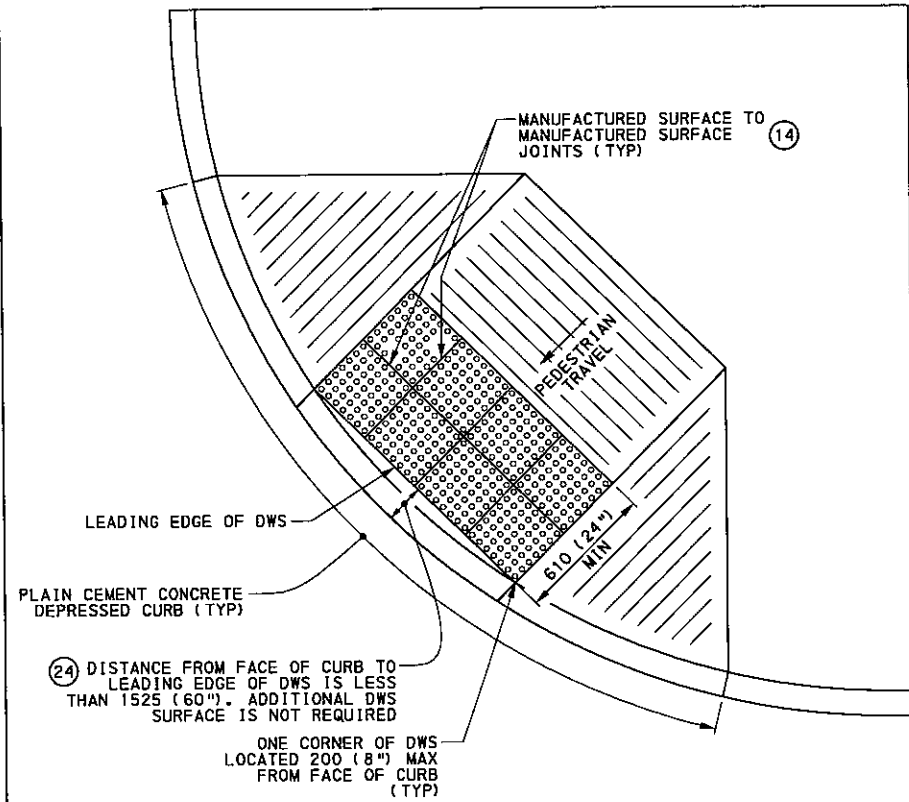 MANUFACTURED SURFACE TO
MANUFACTURED SURFACE
JOINTS (TYP)
14
PEDESTRIAN
TRAVEL
LEADING EDGE OF DWS
610 (24")
MIN
PLAIN CEMENT CONCRETE
DEPRESSED CURB (TYP)
24 DISTANCE FROM FACE OF CURB TO
LEADING EDGE OF DWS IS LESS
THAN 1525 (60"). ADDITIONAL DWS
SURFACE IS NOT REQUIRED
ONE CORNER OF DWS
LOCATED 200 (8") MAX
FROM FACE OF CURB
(TYP)